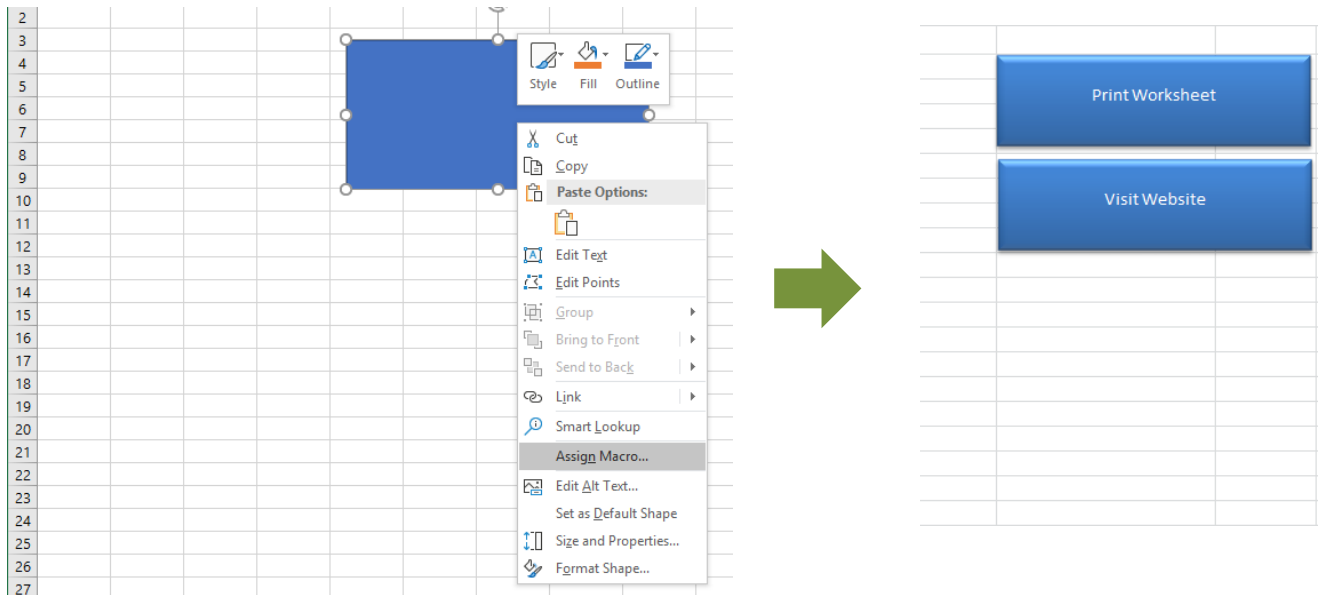 2
3
4
5
6
7
8
9
10
11
12
13
14
15
16
17
18
19
20
21
22
23
24
25
26
27
Style Fill Outline
Cut
Copy
Paste Options:
Edit Text
A
Edit Points
Group
Bring to Front
Send to Back
Link
Smart Lookup
Assign Macro...
Edit Alt Text...
Set as Default Shape
Size and Properties...
Format Shape...
Print Worksheet
Visit Website